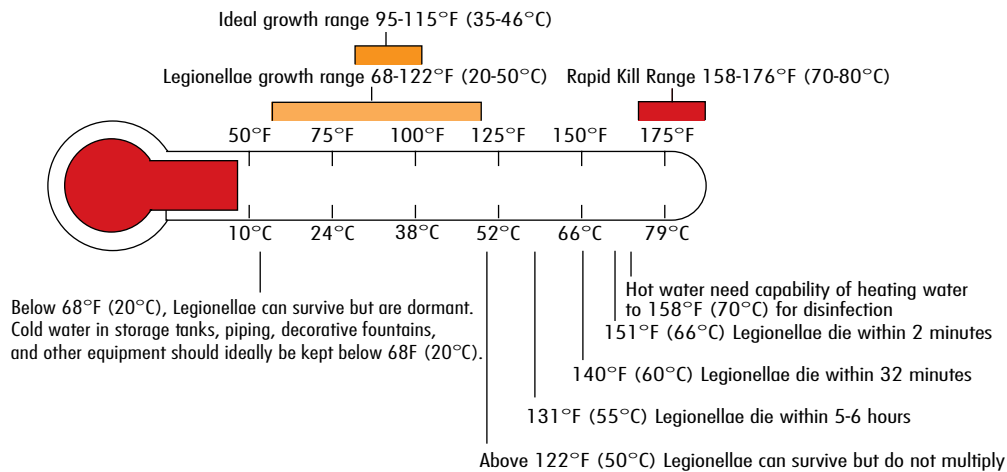 Ideal growth range 95-115°F (35-46°C)
Legionellae growth range 68-122°F (20-50°C)
Rapid Kill Range 158-176°F (70-80°C)
50°F 75°F 100°F 125°F 150°F 175°F
10°C 24°C 38°C 52°C 66°C 79°C
Below 68°F (20°C), Legionellae can survive but are dormant.
Cold water in storage tanks, piping, decorative fountains,
and other equipment should ideally be kept below 68F (20°C).
Hot water need capability of heating water
to 158°F (70°C) for disinfection
151°F (66°C) Legionellae die within 2 minutes
140°F (60°C) Legionellae die within 32 minutes
131°F (55°C) Legionellae die within 5-6 hours
Above 122°F (50°C) Legionellae can survive but do not multiply